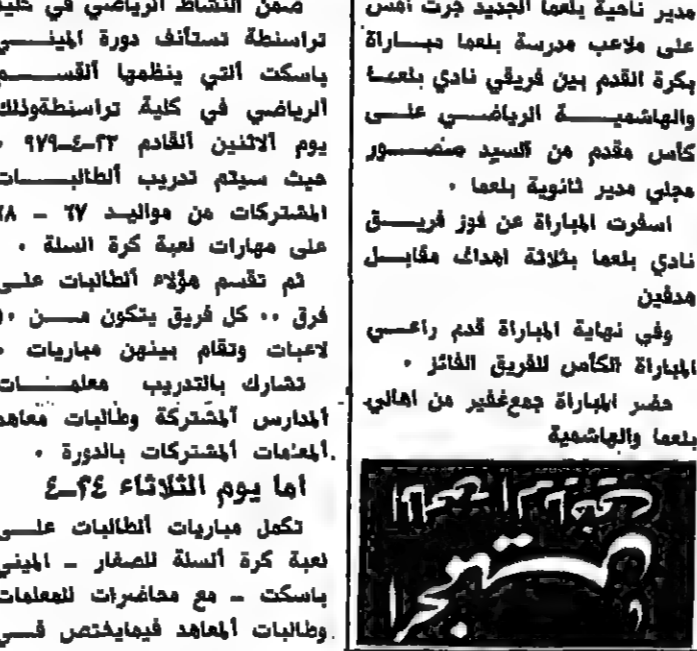 مدير ناحية بلعما الجديد جرت أمس
على ملاعب مدرسة بلعما مباراة
بكرة القدم بين فريقي نادي بلعما
والهاشمية الرياضي على
كأس مقدم من السيد منصور
مجلي مدير ثانوية بلعما .
اسفرت المباراة عن فوز فريق
نادي بلعما بثلاثة اهداف مقابل
هدفين
وفي نهاية المباراة قدم راعي
المباراة الكأس للفريق الفائز .
حضر المباراة جمع غفير من اهالي
بلعما والهاشمية
ضمن النشاط الرياضي في كلية
تراسنطة تستأنف دورة الميني
باسكت التي ينظمها القسم
الرياضي في كلية تراسنطة وذلك
يوم الاثنين القادم ٢٣-٤-٩٧٩ .
حيث سيتم تدريب الطالبات
المشتركات من مواليد ٦٧ - ٦٨
على مهارات لعبة كرة السلة .
ثم تقسم هؤلاء الطالبات على
فرق .. كل فريق يتكون من
لاعبات وتقام بينهن مباريات .
تشارك بالتدريب معلمات
المدارس المشتركة وطالبات معاهد
المعلمات المشتركات بالدورة .
أما يوم الثلاثاء ٢٤-٤
تكمل مباريات الطالبات على
لعبة كرة السلة للصغار - الميني
باسكت - مع محاضرات للمعلمات
وطالبات المعاهد فيما يختص في